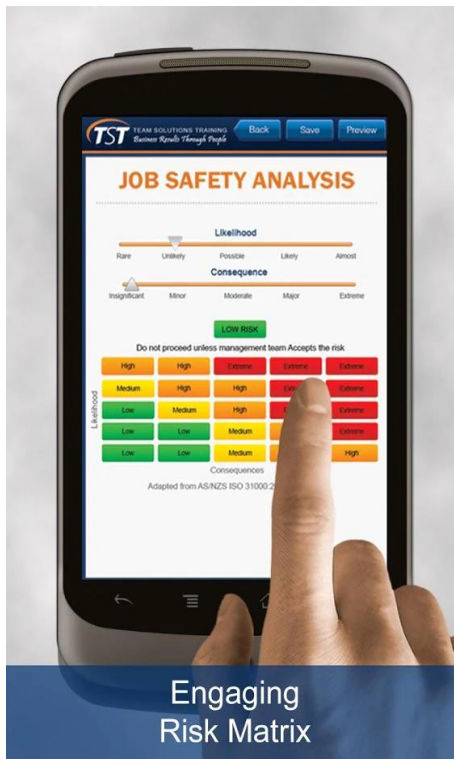 TST TEAM SOLUTIONS TRAINING
Business Results Through People
Back Save Preview
JOB SAFETY ANALYSIS
Likelihood
Rare Unlikely Possible Likely Almost
Consequence
Insignificant Minor Moderate Major Extreme
LOW RISK
Do not proceed unless management team Accepts the risk
Likelihood
High High Extreme Extreme Extreme
Medium High High Extreme
Low Medium High Extreme
Low Low Medium Extreme
Low Low Medium High
Consequences
Adapted from AS/NZS ISO 31000:2
Engaging
Risk Matrix